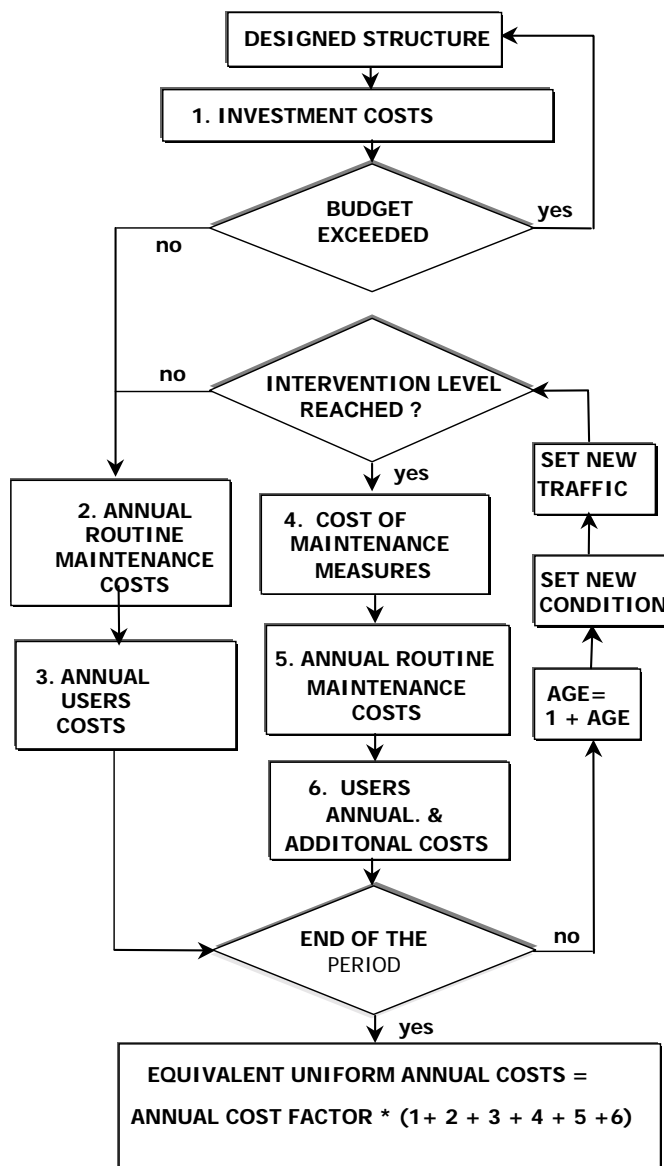 DESIGNED STRUCTURE
1. INVESTMENT COSTS
BUDGET
EXCEEDED
yes
no
INTERVENTION LEVEL
REACHED ?
no
yes
SET NEW
TRAFFIC
2. ANNUAL
ROUTINE
MAINTENANCE
COSTS
4. COST OF
MAINTENANCE
MEASURES
SET NEW
CONDITION
3. ANNUAL
USERS
COSTS
5. ANNUAL ROUTINE
MAINTENANCE
COSTS
AGE=
1 + AGE
6. USERS
ANNUAL. &
ADDITONAL COSTS
END OF THE
PERIOD
no
yes
EQUIVALENT UNIFORM ANNUAL COSTS =
ANNUAL COST FACTOR * (1+ 2 + 3 + 4 + 5 +6)